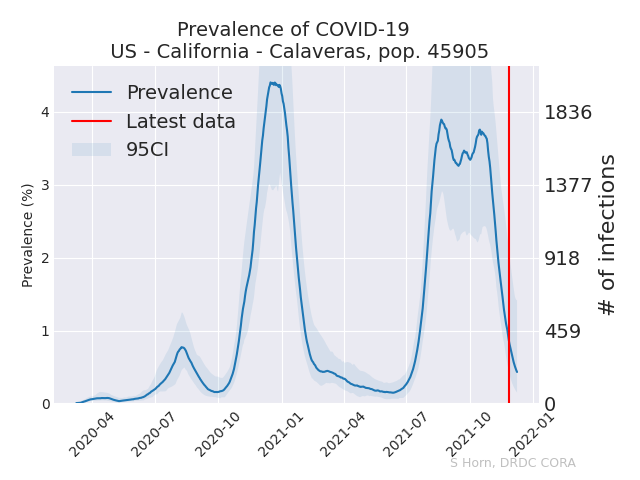 Prevalence of COVID-19
US - California - Calaveras, pop. 45905
Prevalence
Latest data
95CI
Prevalence (%)
4
3
2
1
0
1836
1377
918
459
0
# of infections
2020-04
2020-07
2020-10
2021-01
2021-04
2021-07
2021-10
2022-01
S Horn, DRDC CORA